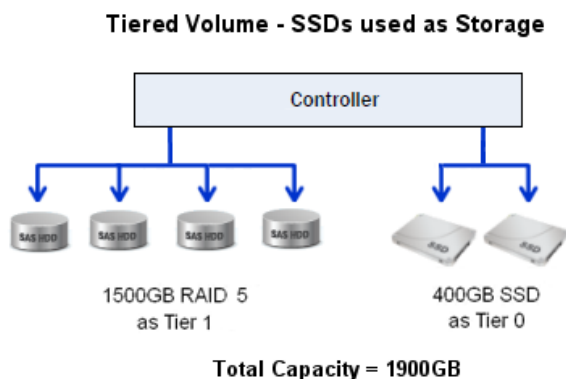 Tiered Volume - SSDs used as Storage
Controller
SAS HDD SAS HDD SAS HDD SAS HDD SSD SSD
1500GB RAID 5
as Tier 1
400GB SSD
as Tier 0
Total Capacity = 1900GB